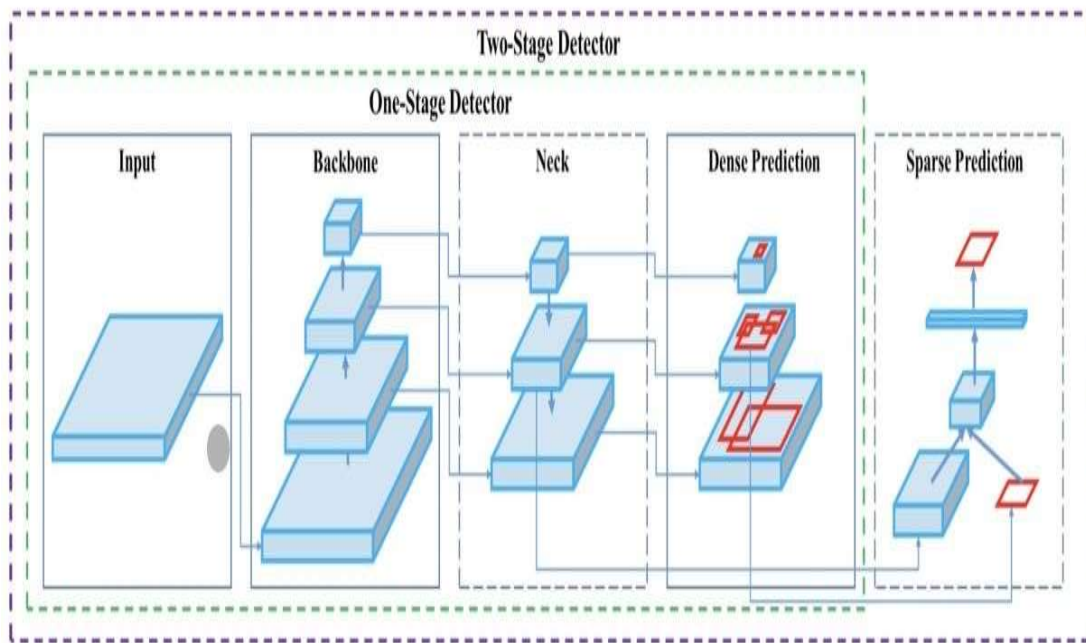 Two-Stage Detector
One-Stage Detector
Input
Backbone
Neck
Dense Prediction
Sparse Prediction